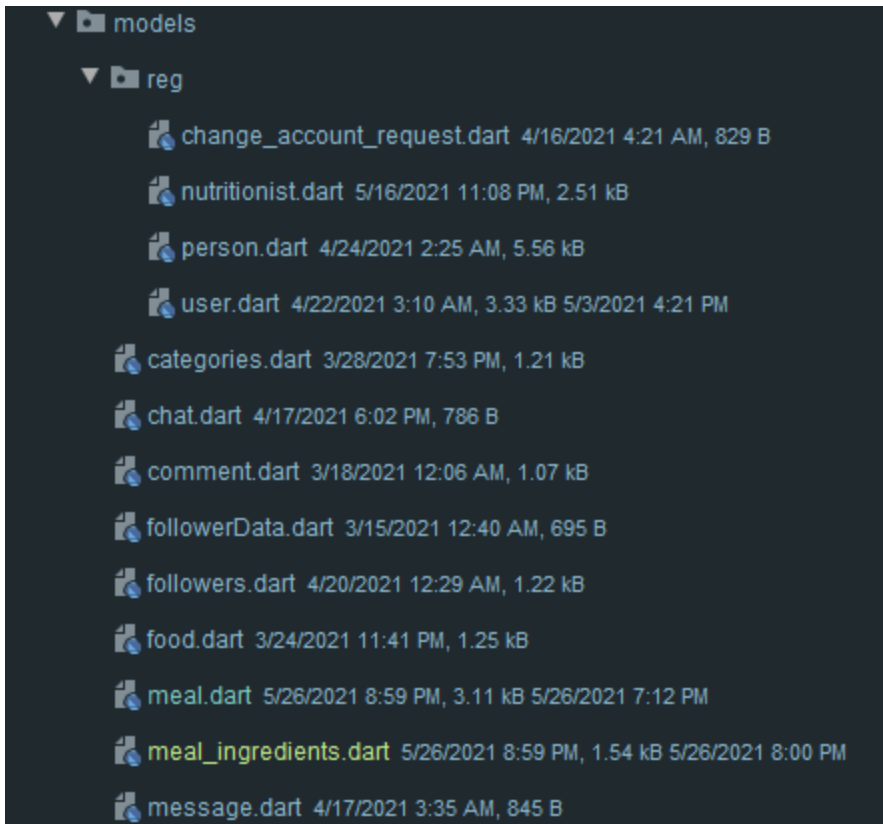 models
reg
change_account_request.dart 4/16/2021 4:21 AM, 829 B
nutritionist.dart 5/16/2021 11:08 PM, 2.51 kB
person.dart 4/24/2021 2:25 AM, 5.56 kB
user.dart 4/22/2021 3:10 AM, 3.33 kB 5/3/2021 4:21 PM
categories.dart 3/28/2021 7:53 PM, 1.21 kB
chat.dart 4/17/2021 6:02 PM, 786 B
comment.dart 3/18/2021 12:06 AM, 1.07 kB
followerData.dart 3/15/2021 12:40 AM, 695 B
followers.dart 4/20/2021 12:29 AM, 1.22 kB
food.dart 3/24/2021 11:41 PM, 1.25 kB
meal.dart 5/26/2021 8:59 PM, 3.11 kB 5/26/2021 7:12 PM
meal_ingredients.dart 5/26/2021 8:59 PM, 1.54 kB 5/26/2021 8:00 PM
message.dart 4/17/2021 3:35 AM, 845 B